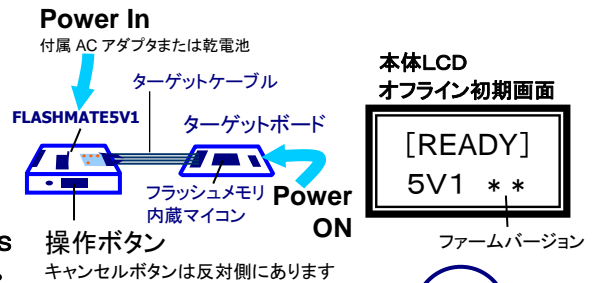 Power In
付属 AC アダプタまたは乾電池
ターゲットケーブル
FLASHMATE5V1
ターゲットボード
フラッシュメモリ
内蔵マイコン
Power
ON
操作ボタン
キャンセルボタンは反対側にあります
本体LCD
オフライン初期画面
[READY]
5V1 **
ファームバージョン
S
。